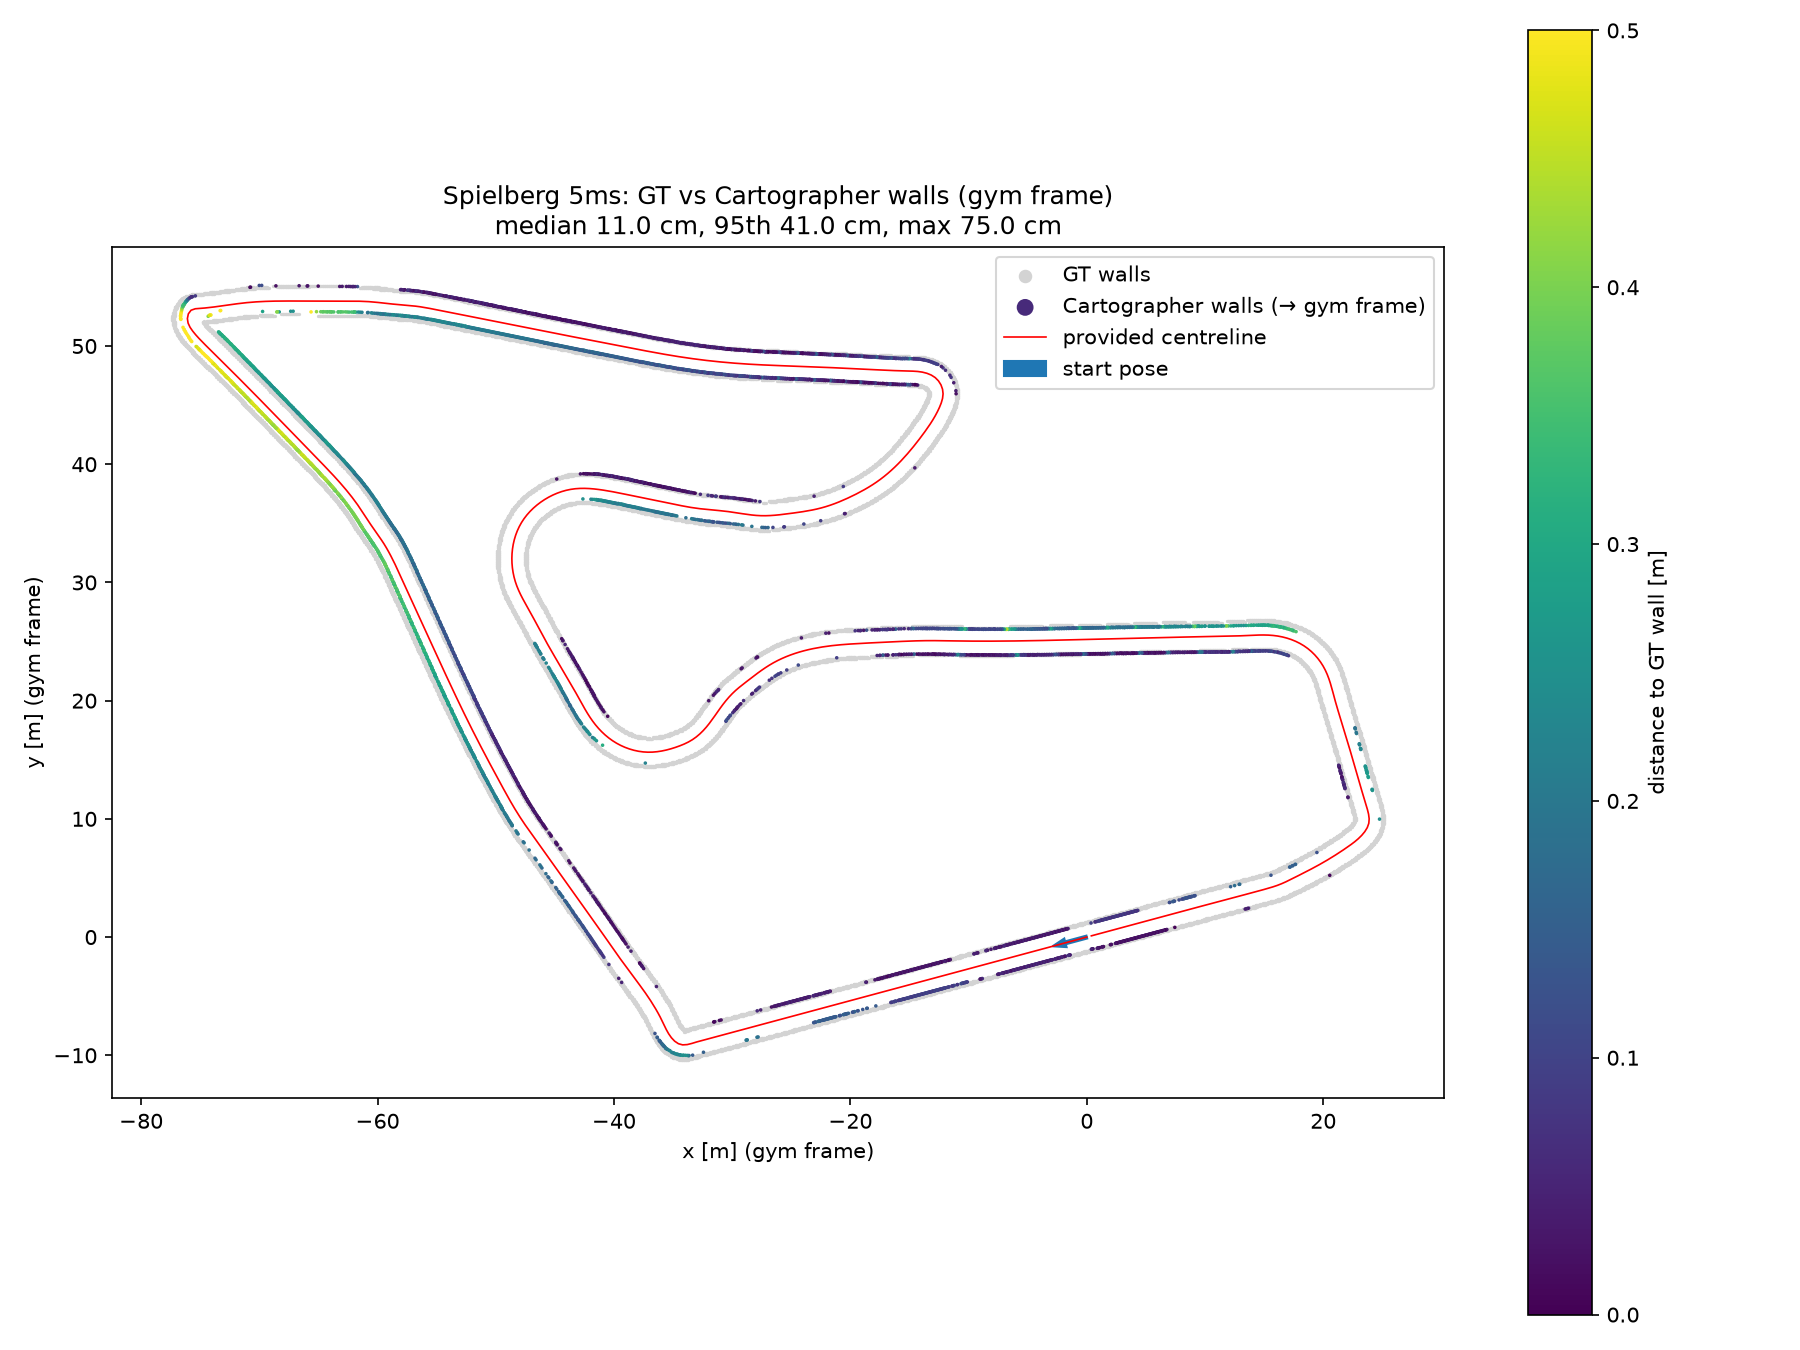 Spielberg 5ms: GT vs Cartographer walls (gym frame)
median 11.0 cm, 95th 41.0 cm, max 75.0 cm
GT walls
Cartographer walls (→ gym frame)
provided centreline
start pose
50
40
30
20
10
0
−10
y [m] (gym frame)
−80
−60
−40
−20
0
20
x [m] (gym frame)
0.5
0.4
0.3
0.2
0.1
0.0
distance to GT wall [m]